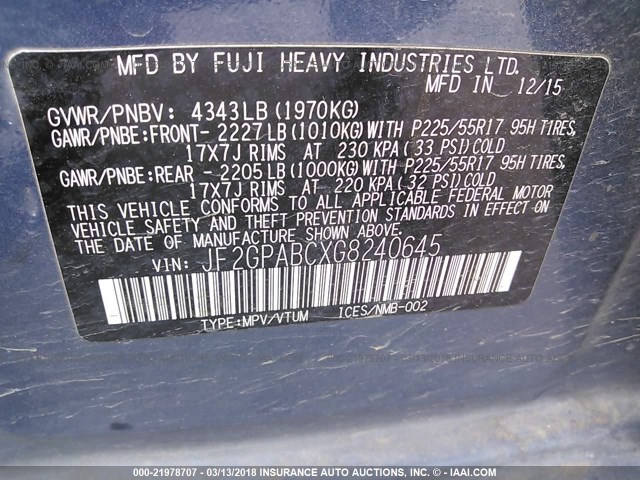 MFD BY FUJI HEAVY INDUSTRIES LTD.
MFD IN 12/15
GVWR/PNBV: 4343LB (1970KG)
GAWR/PNBE:FRONT- 2227LB (1010KG) WITH P225/55R17 95H TIRES,
17X7J RIMS AT 230 KPA (33 PSI) COLD
GAWR/PNBE:REAR - 2205LB (1000KG) WITH P225/55R17 95H TIRES,
17X7J RIMS AT 220 KPA (32 PSI) COLD
THIS VEHICLE CONFORMS TO ALL APPLICABLE FEDERAL MOTOR
VEHICLE SAFETY AND THEFT PREVENTION STANDARDS IN EFFECT ON
THE DATE OF MANUFACTURE SHOWN ABOVE.
VIN: JF2GPABCXG8240645
TYPE:MPV/VTUM ICES/NMB-002
000-21978707 - 03/13/2018 - INSURANCE AUTO AUCTIONS, INC. - © - IAAI.COM